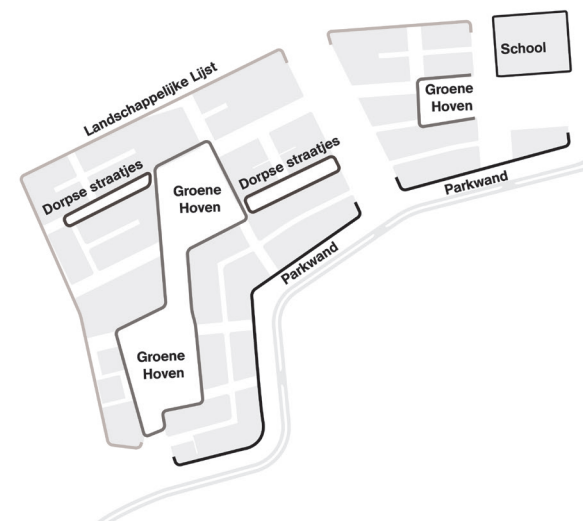 School
Landschappelijke Lijst
Groene
Hoven
Dorpse straatjes
Dorpse straatjes
Groene
Hoven
Parkwand
Parkwand
Groene
Hoven